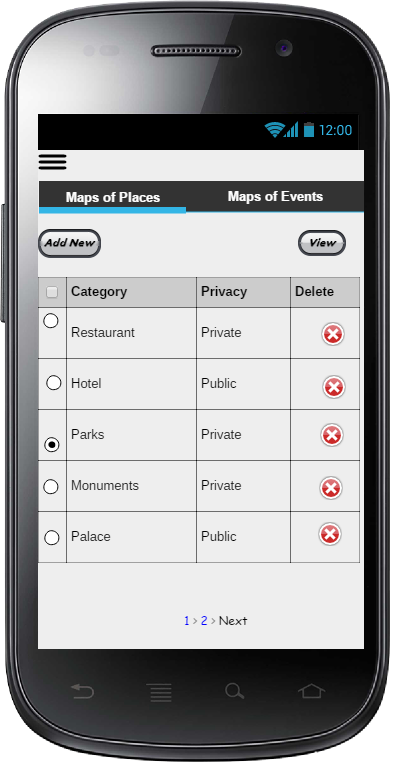 12:00
Maps of Places Maps of Events
Add New View
Category Privacy Delete
Restaurant Private
Hotel Public
Parks Private
Monuments Private
Palace Public
1 > 2 > Next